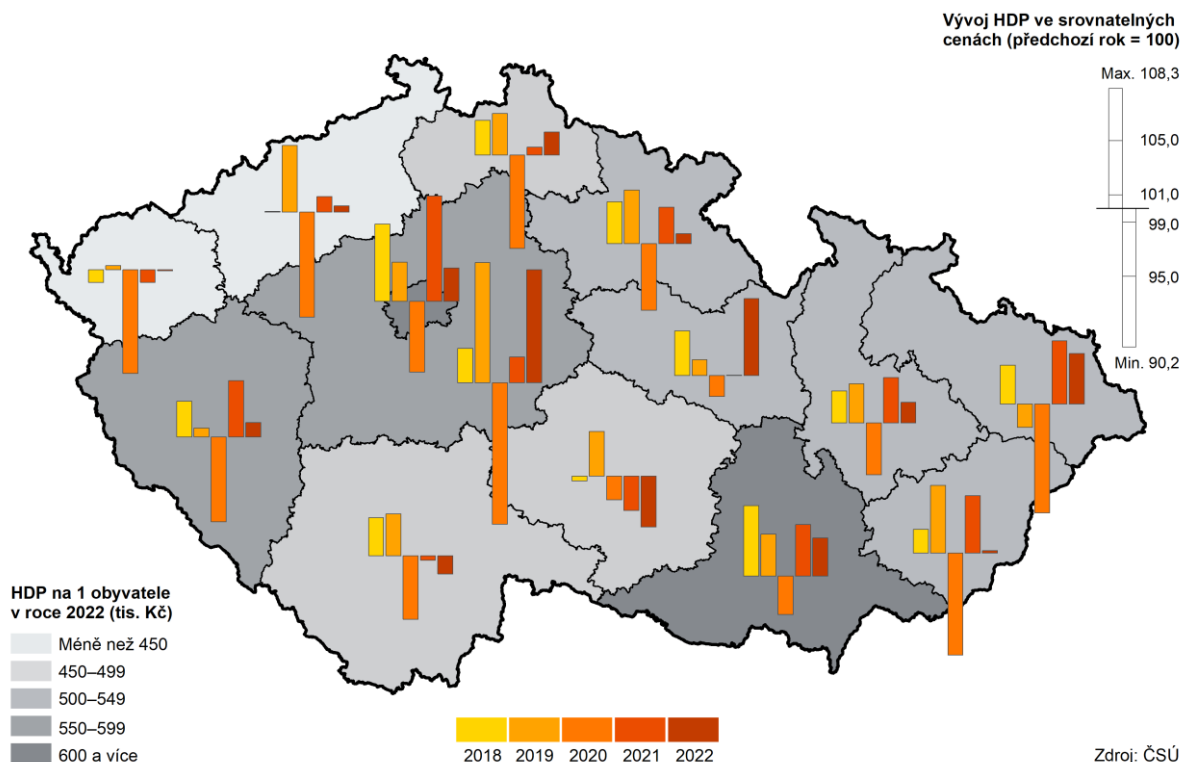 Vývoj HDP ve srovnatelných
cenách (předchozí rok = 100)
Max. 108,3
105,0
101,0
99,0
95,0
Min. 90,2
HDP na 1 obyvatele
v roce 2022 (tis. Kč)
Méně než 450
450–499
500–549
550–599
600 a více
2018 2019 2020 2021 2022
Zdroj: ČSÚ